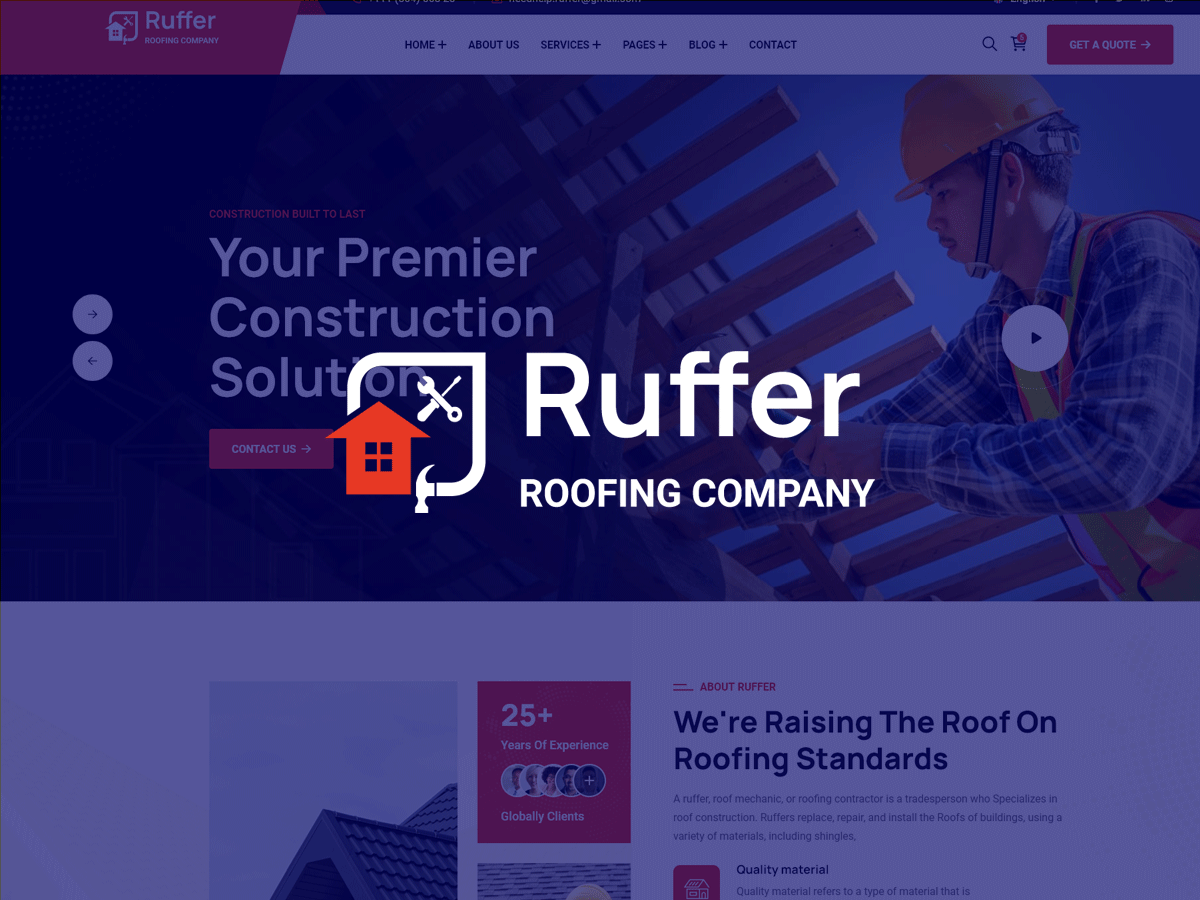 Ruffer
ROOFING COMPANY
English
HOME + ABOUT US SERVICES + PAGES + BLOG + CONTACT
GET A QUOTE →
CONSTRUCTION BUILT TO LAST
Your Premier
Construction
Solution
CONTACT US →
Ruffer
ROOFING COMPANY
25+
Years Of Experience
Globally Clients
ABOUT RUFFER
We're Raising The Roof On
Roofing Standards
A ruffer, roof mechanic, or roofing contractor is a tradesperson who Specializes in
roof construction. Ruffers replace, repair, and install the Roofs of buildings, using a
variety of materials, including shingles,
Quality material
Quality material refers to a type of material that is